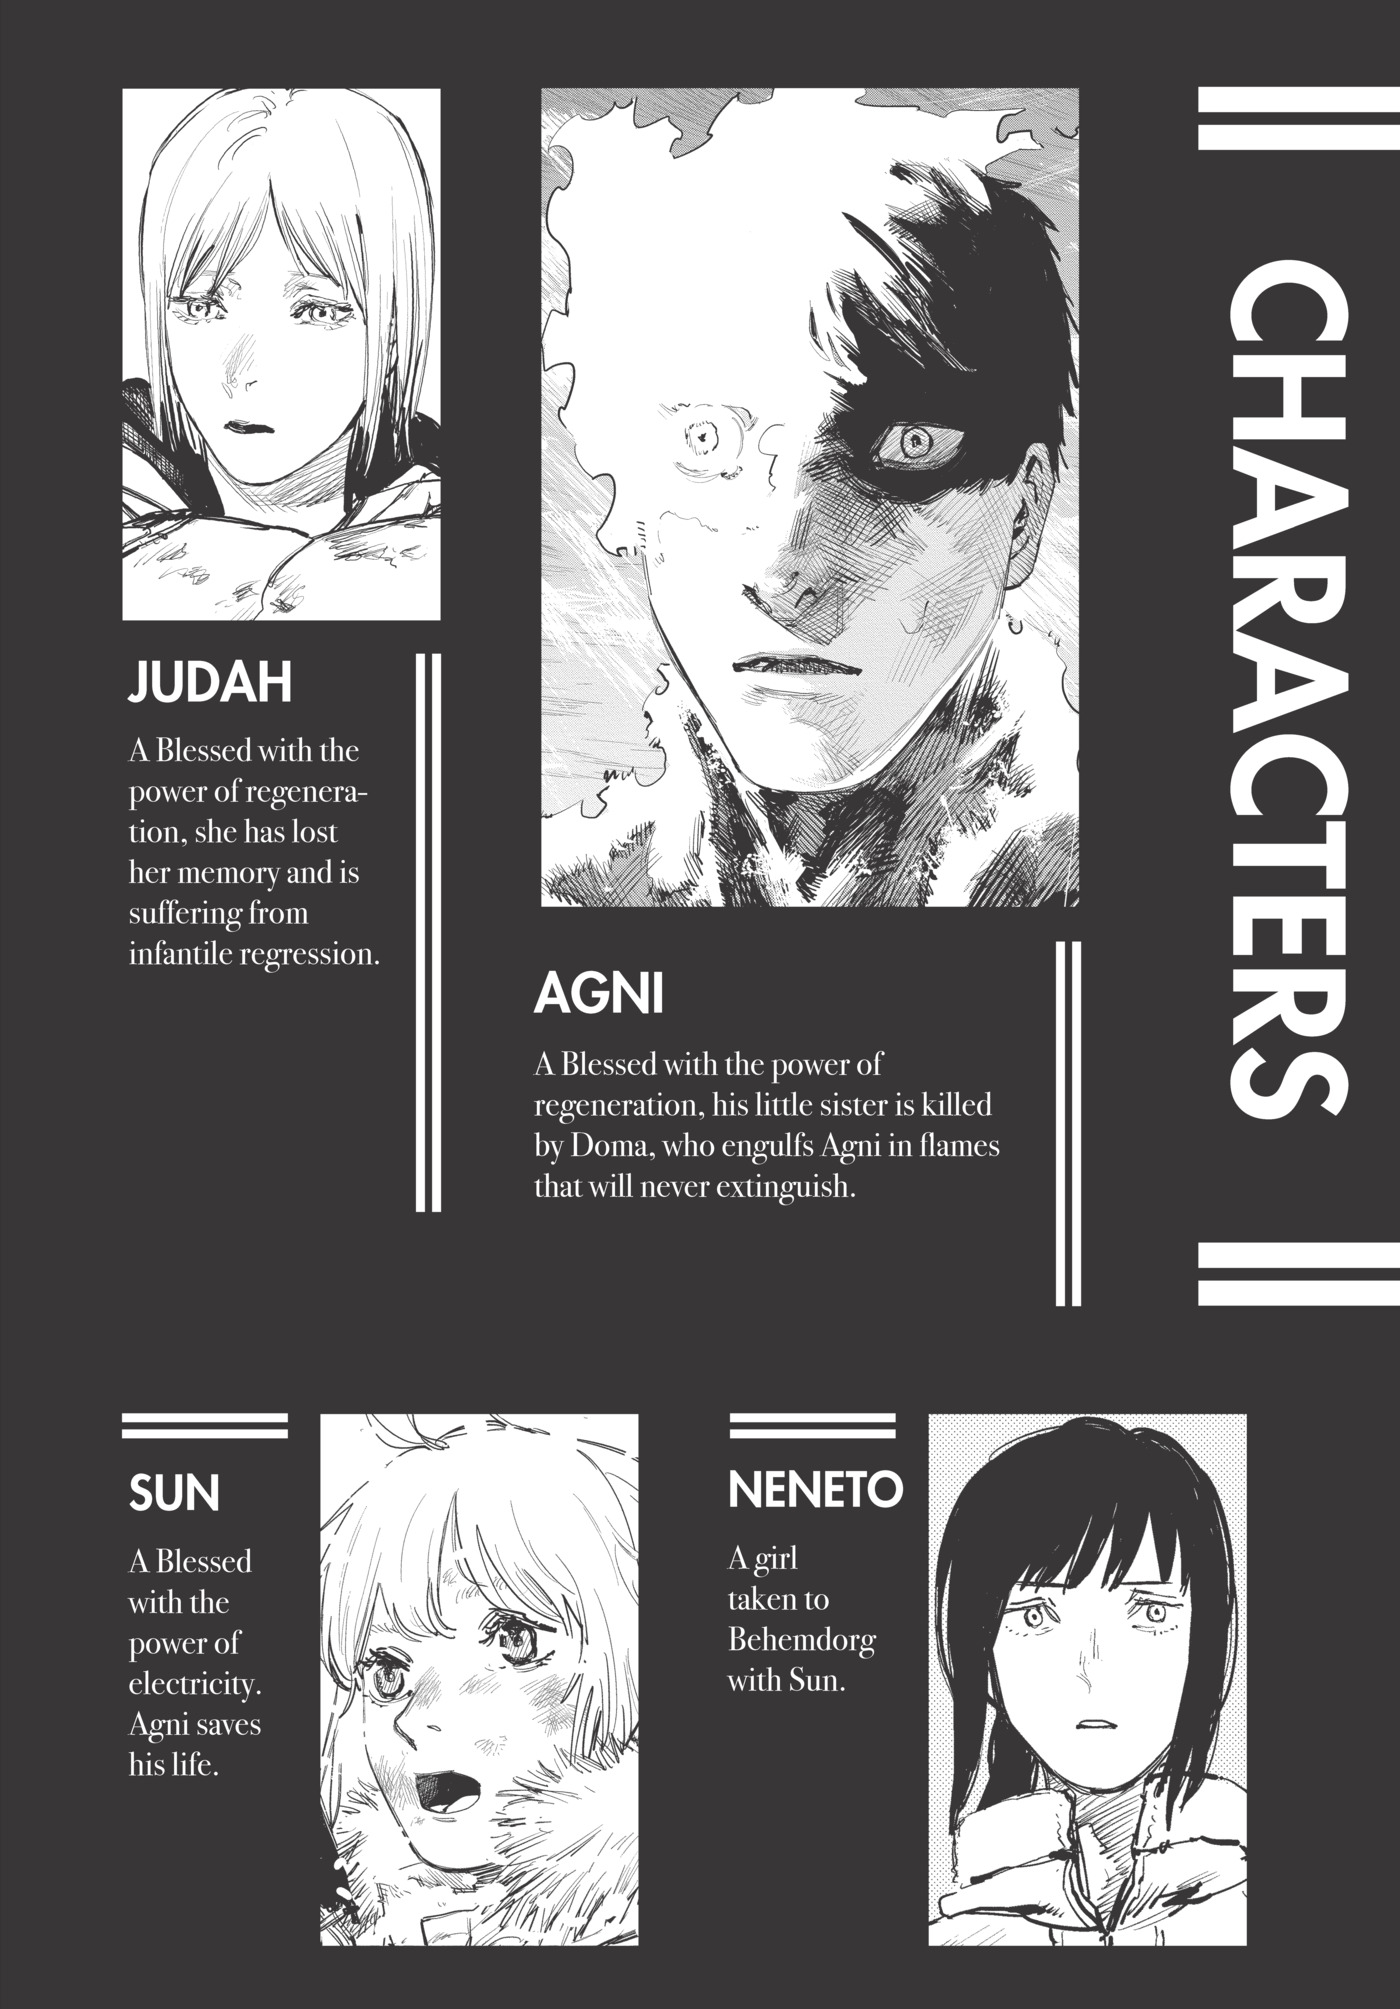 CHARACTERS
JUDAH
A Blessed with the
power of regenera-
tion, she has lost
her memory and is
suffering from
infantile regression.
AGNI
A Blessed with the power of
regeneration, his little sister is killed
by Doma, who engulfs Agni in flames
that will never extinguish.
SUN
A Blessed
with the
power of
electricity.
Agni saves
his life.
NENETO
A girl
taken to
Behemdorg
with Sun.